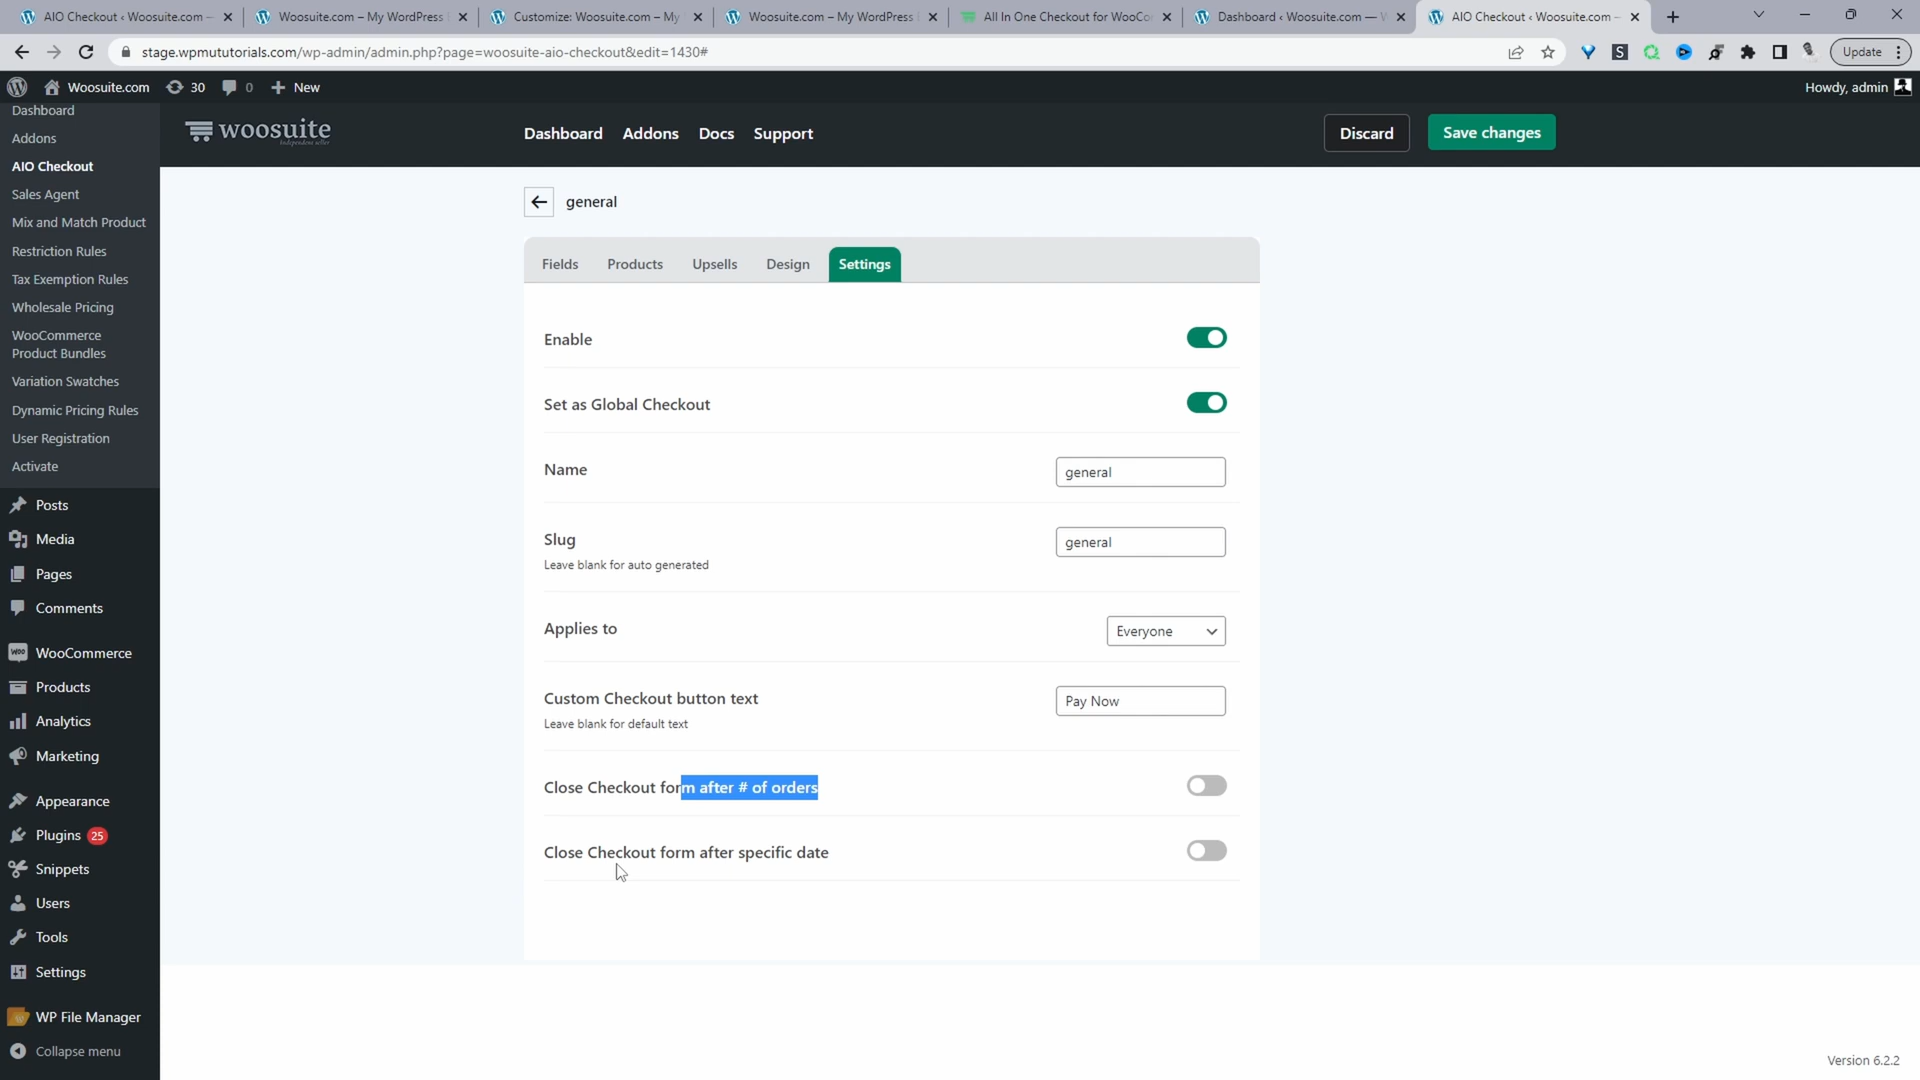 AIO Checkout ‹ Woosuite.com —
Woosuite.com – My WordPress
Customize: Woosuite.com – My
Woosuite.com – My WordPress
All In One Checkout for WooCo
Dashboard ‹ Woosuite.com — W
AIO Checkout ‹ Woosuite.com —
stage.wpmututorials.com/wp-admin/admin.php?page=woosuite-aio-checkout&edit=1430#
Update
Woosuite.com
30
0
New
Howdy, admin
Dashboard
Addons
AIO Checkout
Sales Agent
Mix and Match Product
Restriction Rules
Tax Exemption Rules
Wholesale Pricing
WooCommerce
Product Bundles
Variation Swatches
Dynamic Pricing Rules
User Registration
Activate
Posts
Media
Pages
Comments
WooCommerce
Products
Analytics
Marketing
Appearance
Plugins 25
Snippets
Users
Tools
Settings
WP File Manager
Collapse menu
woosuite
Independent seller
Dashboard
Addons
Docs
Support
Discard
Save changes
general
Fields
Products
Upsells
Design
Settings
Enable
Set as Global Checkout
Name
general
Slug
general
Leave blank for auto generated
Applies to
Everyone
Custom Checkout button text
Pay Now
Leave blank for default text
Close Checkout form after # of orders
Close Checkout form after specific date
Version 6.2.2